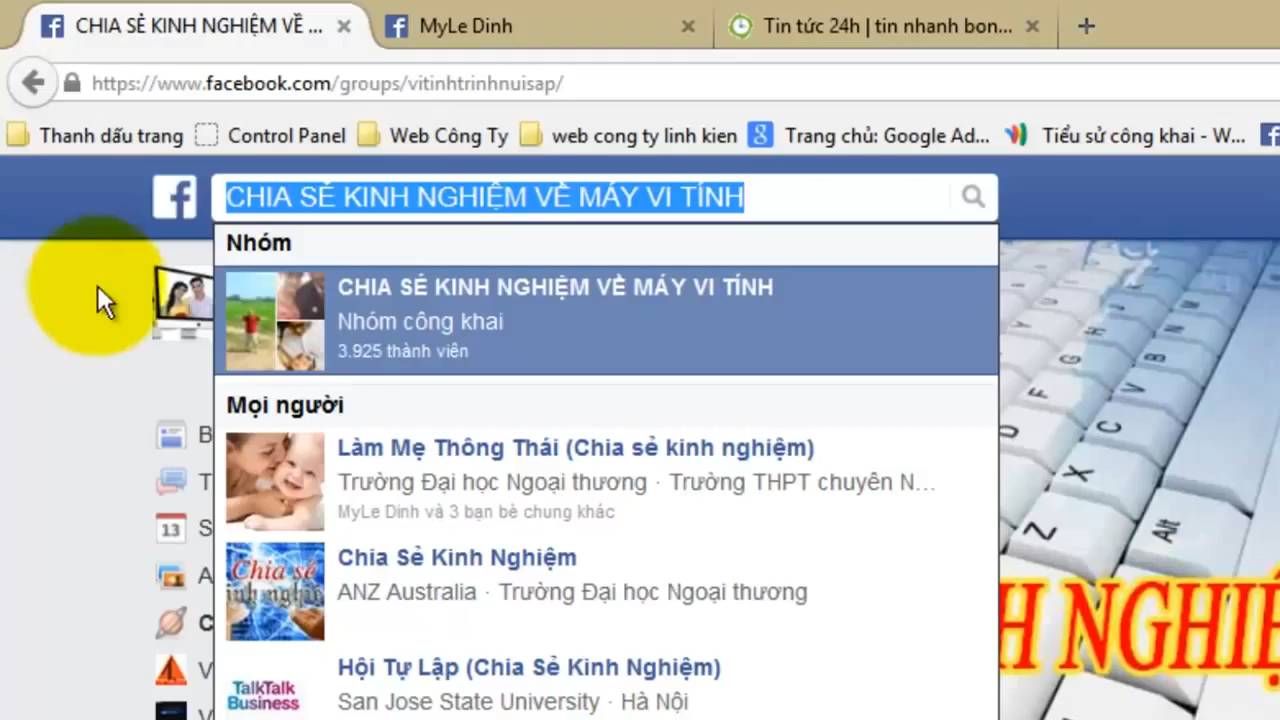 CHIA SẺ KINH NGHIỆM VỀ ...
MyLe Dinh
Tin tức 24h | tin nhanh bon...
https://www.facebook.com/groups/vitinhtrinhnuisap/
Thanh dấu trang
Control Panel
Web Công Ty
web cong ty linh kien
Trang chủ: Google Ad...
Tiểu sử công khai - W...
CHIA SẺ KINH NGHIỆM VỀ MÁY VI TÍNH
Nhóm
CHIA SẺ KINH NGHIỆM VỀ MÁY VI TÍNH
Nhóm công khai
3.925 thành viên
Mọi người
Làm Mẹ Thông Thái (Chia sẻ kinh nghiệm)
Trường Đại học Ngoại thương · Trường THPT chuyên N...
MyLe Dinh và 3 bạn bè chung khác
Chia Sẻ Kinh Nghiệm
ANZ Australia · Trường Đại học Ngoại thương
Chia sẻ
Hội Tự Lập (Chia Sẻ Kinh Nghiệm)
San Jose State University · Hà Nội
TalkTalk
Business
13
B
T
S
A
C
V
V
H NGHIỆ
Alt
Z
X
C
V
B
D
F
G
H
N